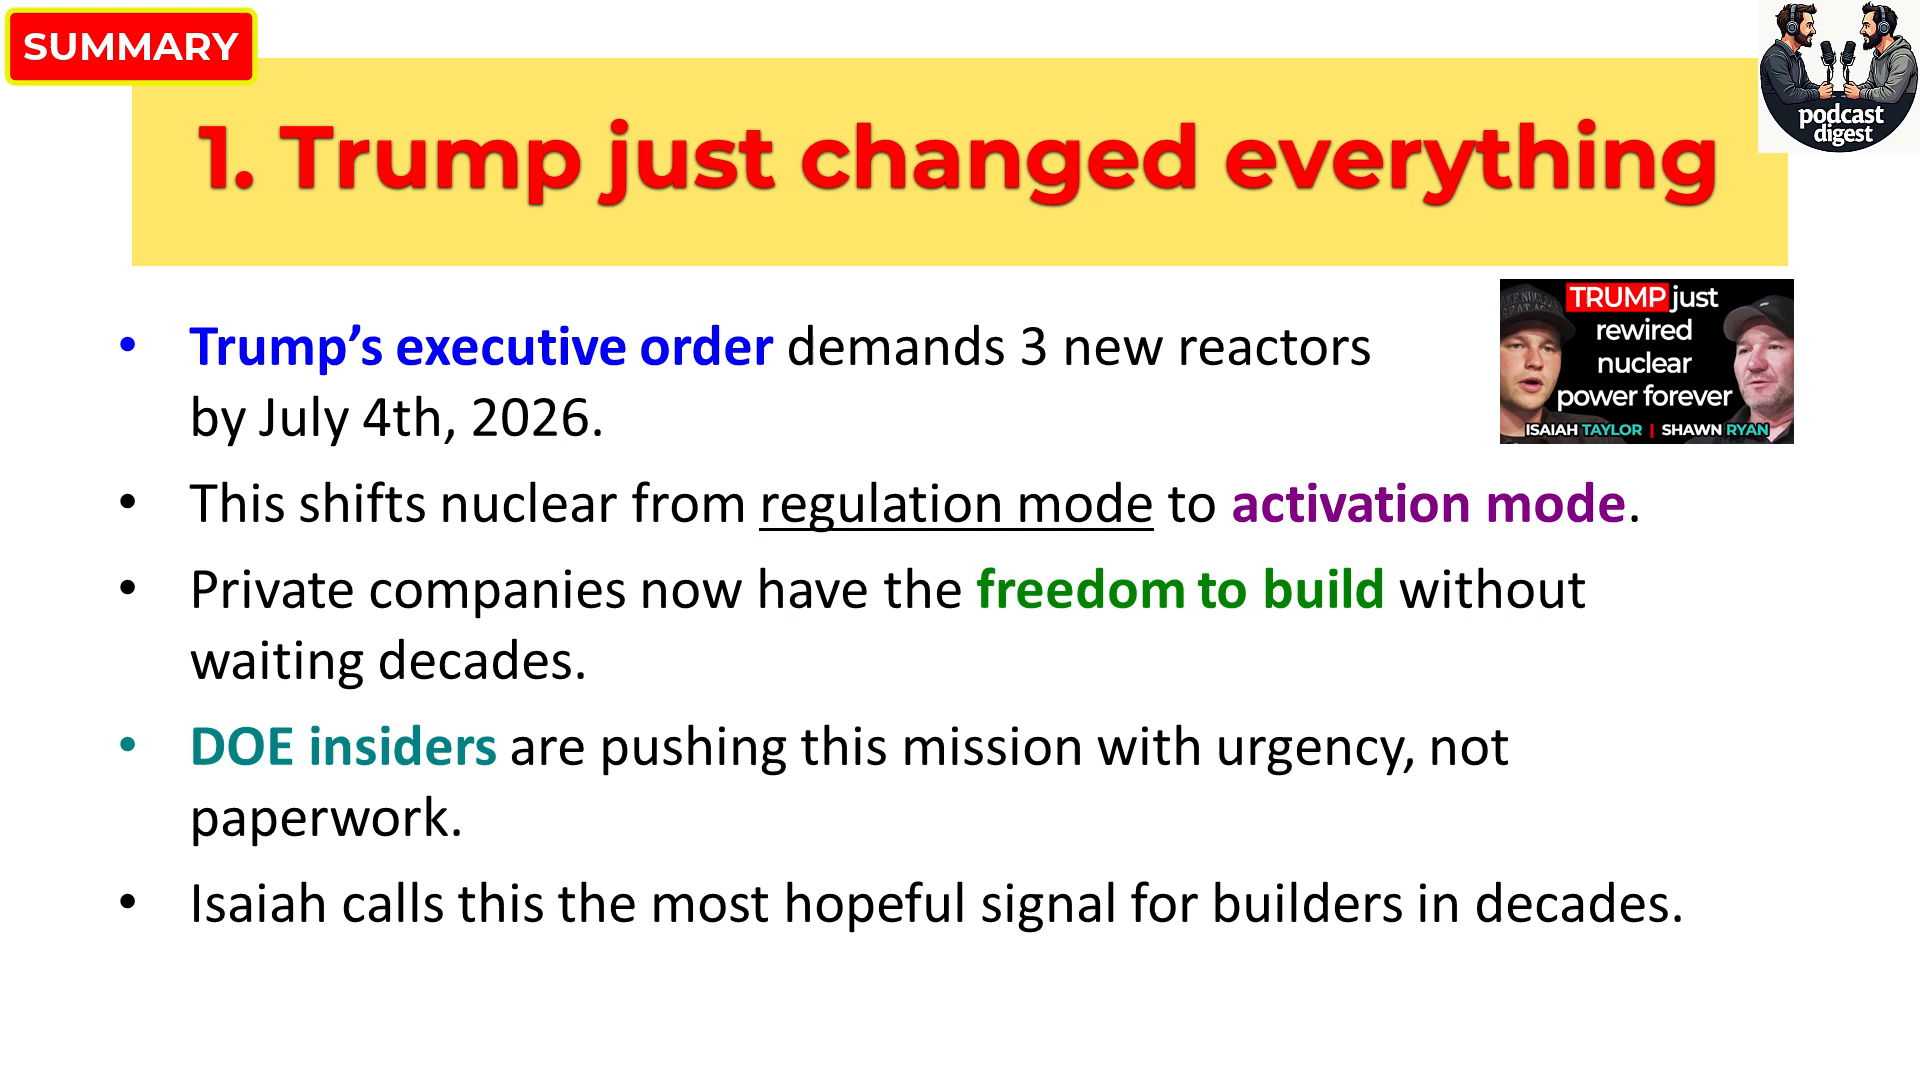 SUMMARY
podcast
digest
1. Trump just changed everything
TRUMP just
rewired
nuclear
power forever
ISAIAH TAYLOR | SHAWN RYAN
• Trump’s executive order demands 3 new reactors
by July 4th, 2026.
• This shifts nuclear from regulation mode to activation mode.
• Private companies now have the freedom to build without
waiting decades.
• DOE insiders are pushing this mission with urgency, not
paperwork.
• Isaiah calls this the most hopeful signal for builders in decades.